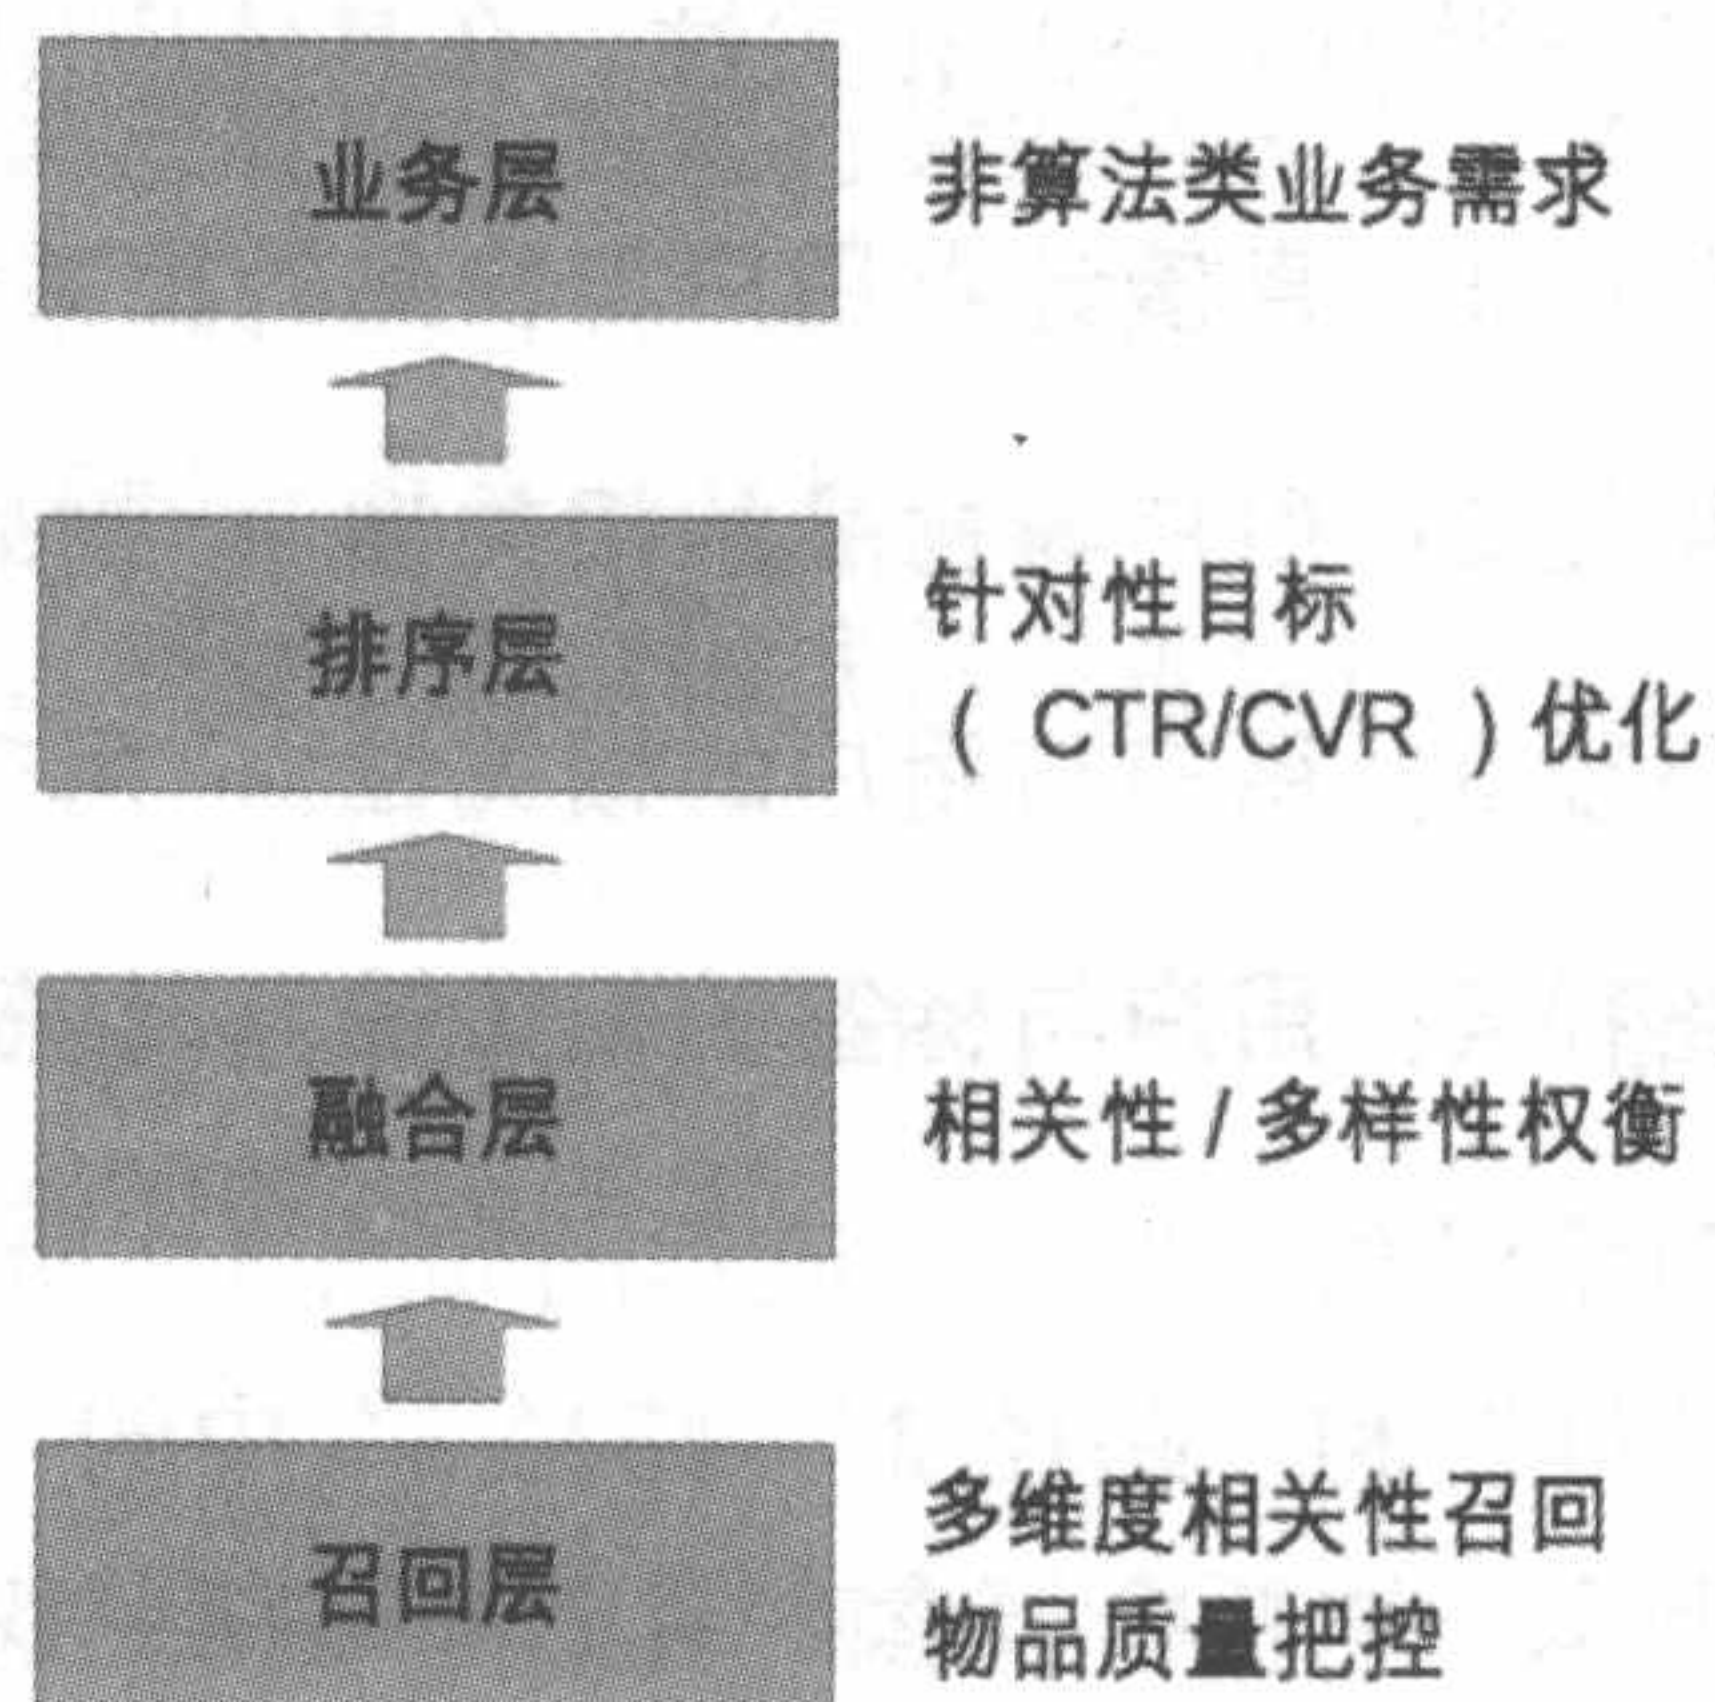 业务层
非算法类业务需求
排序层
针对性目标
( CTR/CVR )优化
融合层
相关性 / 多样性权衡
召回层
多维度相关性召回
物品质量把控